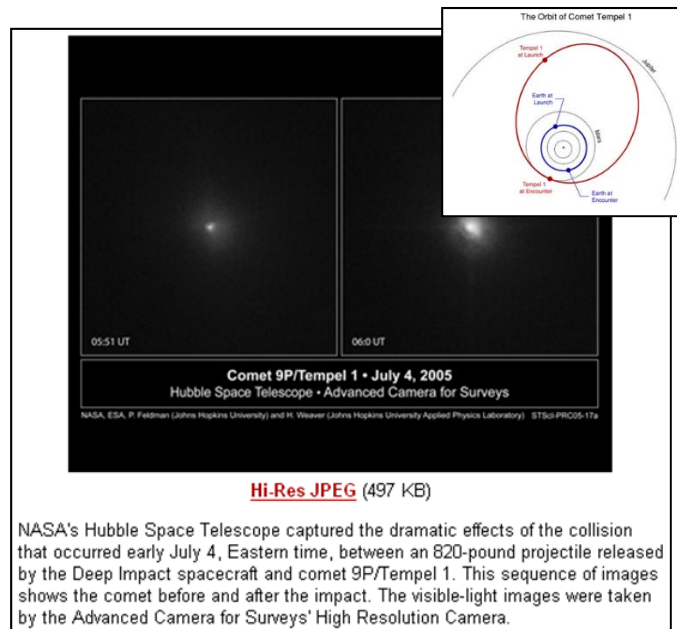 The Orbit of Comet Tempel 1
Tempel 1
at Launch
Jupiter
Earth at
Launch
Mars
Tempel 1
at Encounter
Earth at
Encounter
05:51 UT
06:0 UT
Comet 9P/Tempel 1 • July 4, 2005
Hubble Space Telescope • Advanced Camera for Surveys
NASA, ESA, P. Feldman (Johns Hopkins University) and H. Weaver (Johns Hopkins University Applied Physics Laboratory) STScI-PRC05-17a
Hi-Res JPEG (497 KB)
NASA's Hubble Space Telescope captured the dramatic effects of the collision
that occurred early July 4, Eastern time, between an 820-pound projectile released
by the Deep Impact spacecraft and comet 9P/Tempel 1. This sequence of images
shows the comet before and after the impact. The visible-light images were taken
by the Advanced Camera for Surveys' High Resolution Camera.